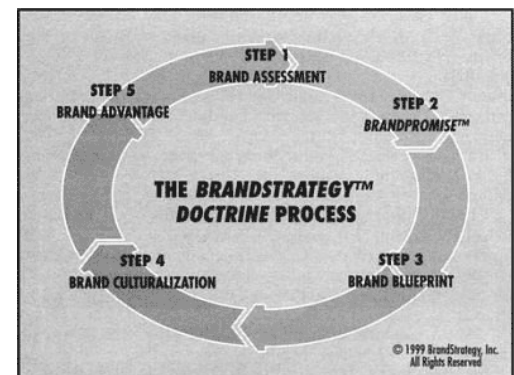 STEP 1
BRAND ASSESSMENT
STEP 2
BRANDPROMISE™
STEP 3
BRAND BLUEPRINT
STEP 4
BRAND CULTURALIZATION
STEP 5
BRAND ADVANTAGE
THE BRANDSTRATEGY™
DOCTRINE PROCESS
© 1999 BrandStrategy, Inc.
All Rights Reserved